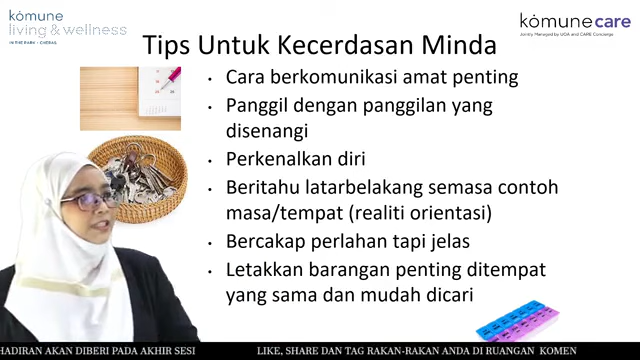 kömune
living & wellness
IN THE PARK - CHERAS
kömunecare
Jointly Managed by UDA and CARE Concierge
Tips Untuk Kecerdasan Minda
• Cara berkomunikasi amat penting
• Panggil dengan panggilan yang
disenangi
• Perkenalkan diri
• Beritahu latarbelakang semasa contoh
masa/tempat (realiti orientasi)
• Bercakap perlahan tapi jelas
• Letakkan barangan penting ditempat
yang sama dan mudah dicari
HADIRAN AKAN DIBERI PADA AKHIR SESI LIKE, SHARE DAN TAG RAKAN-RAKAN ANDA DI RUANGAN KOMEN